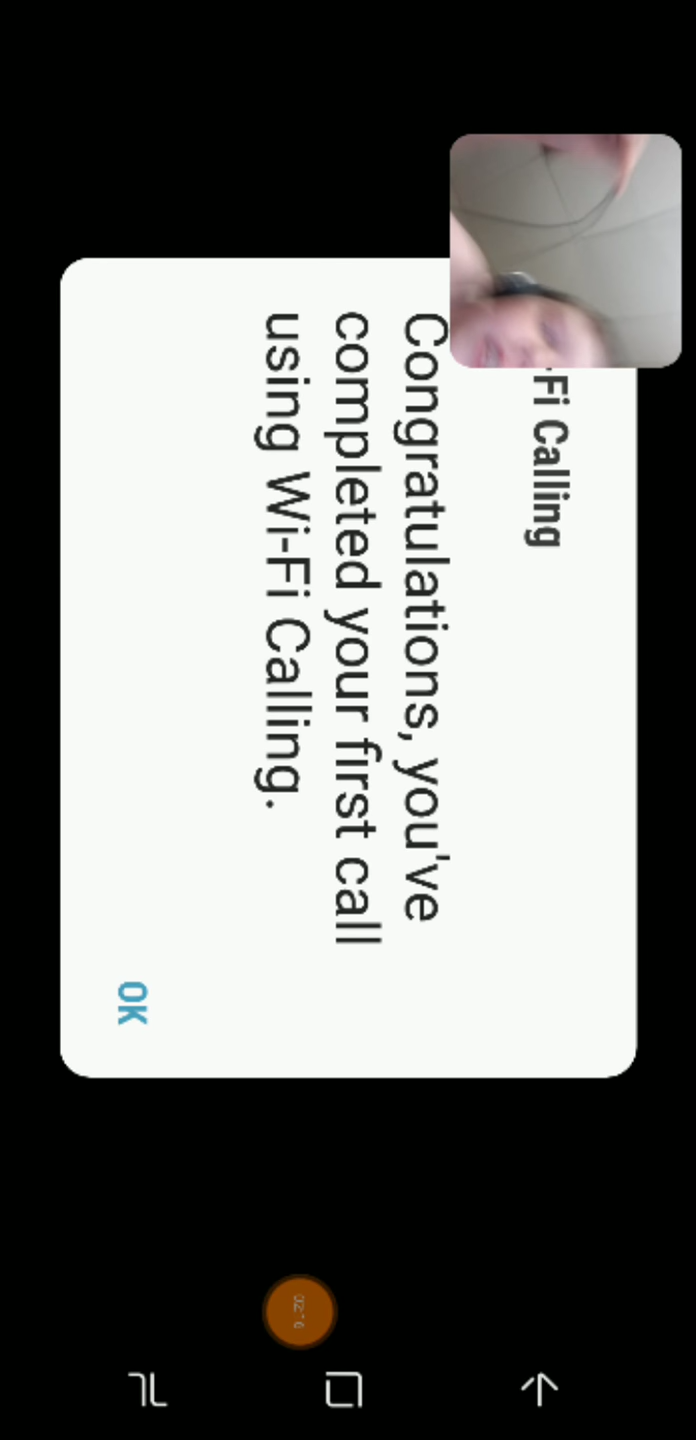 -Fi Calling
Congratulations, you've
completed your first call
using Wi-Fi Calling.
OK